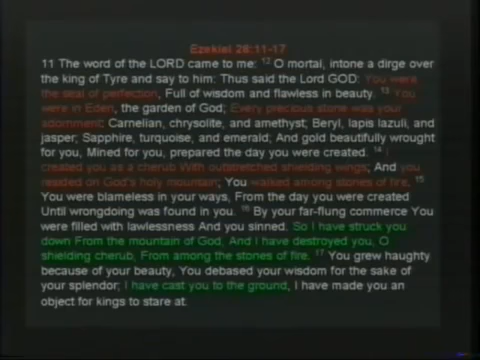 Ezekiel 28:11-17
11 The word of the LORD came to me: 12 O mortal, intone a dirge over
the king of Tyre and say to him: Thus said the Lord GOD: You were
the seal of perfection, Full of wisdom and flawless in beauty. 13 You
were in Eden, the garden of God; Every precious stone was your
adornment: Carnelian, chrysolite, and amethyst; Beryl, lapis lazuli, and
jasper; Sapphire, turquoise, and emerald; And gold beautifully wrought
for you, Mined for you, prepared the day you were created. 14 I
created you as a cherub With outstretched shielding wings; And you
resided on God's holy mountain; You walked among stones of fire. 15
You were blameless in your ways, From the day you were created
Until wrongdoing was found in you. 16 By your far-flung commerce You
were filled with lawlessness And you sinned. So I have struck you
down From the mountain of God, And I have destroyed you, O
shielding cherub, From among the stones of fire. 17 You grew haughty
because of your beauty, You debased your wisdom for the sake of
your splendor; I have cast you to the ground, I have made you an
object for kings to stare at.